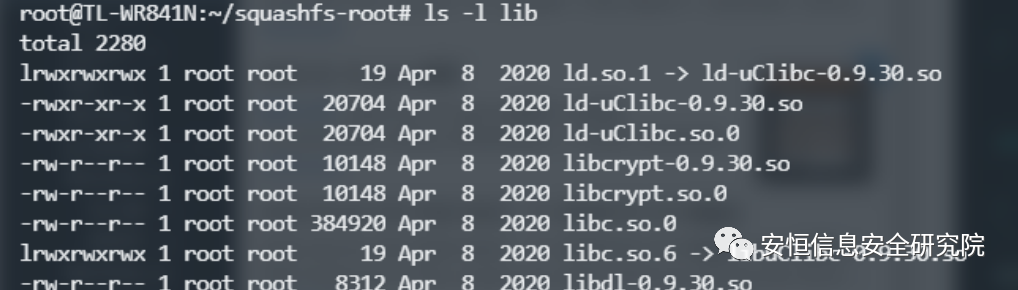 root@TL-WR841N:~/squashfs-root# ls -l lib
total 2280
lrwxrwxrwx 1 root root     19 Apr  8  2020 ld.so.1 -> ld-uClibc-0.9.30.so
-rwxr-xr-x 1 root root  20704 Apr  8  2020 ld-uClibc-0.9.30.so
-rwxr-xr-x 1 root root  20704 Apr  8  2020 ld-uClibc.so.0
-rw-r--r-- 1 root root  10148 Apr  8  2020 libcrypt-0.9.30.so
-rw-r--r-- 1 root root  10148 Apr  8  2020 libcrypt.so.0
-rw-r--r-- 1 root root 384920 Apr  8  2020 libc.so.0
lrwxrwxrwx 1 root root     19 Apr  8  2020 libc.so.6 -> libuClibc-0.9.30.so
安恒信息安全研究院
-rw-r--r-- 1 root root   8312 Apr  8  2020 libdl-0.9.30.so